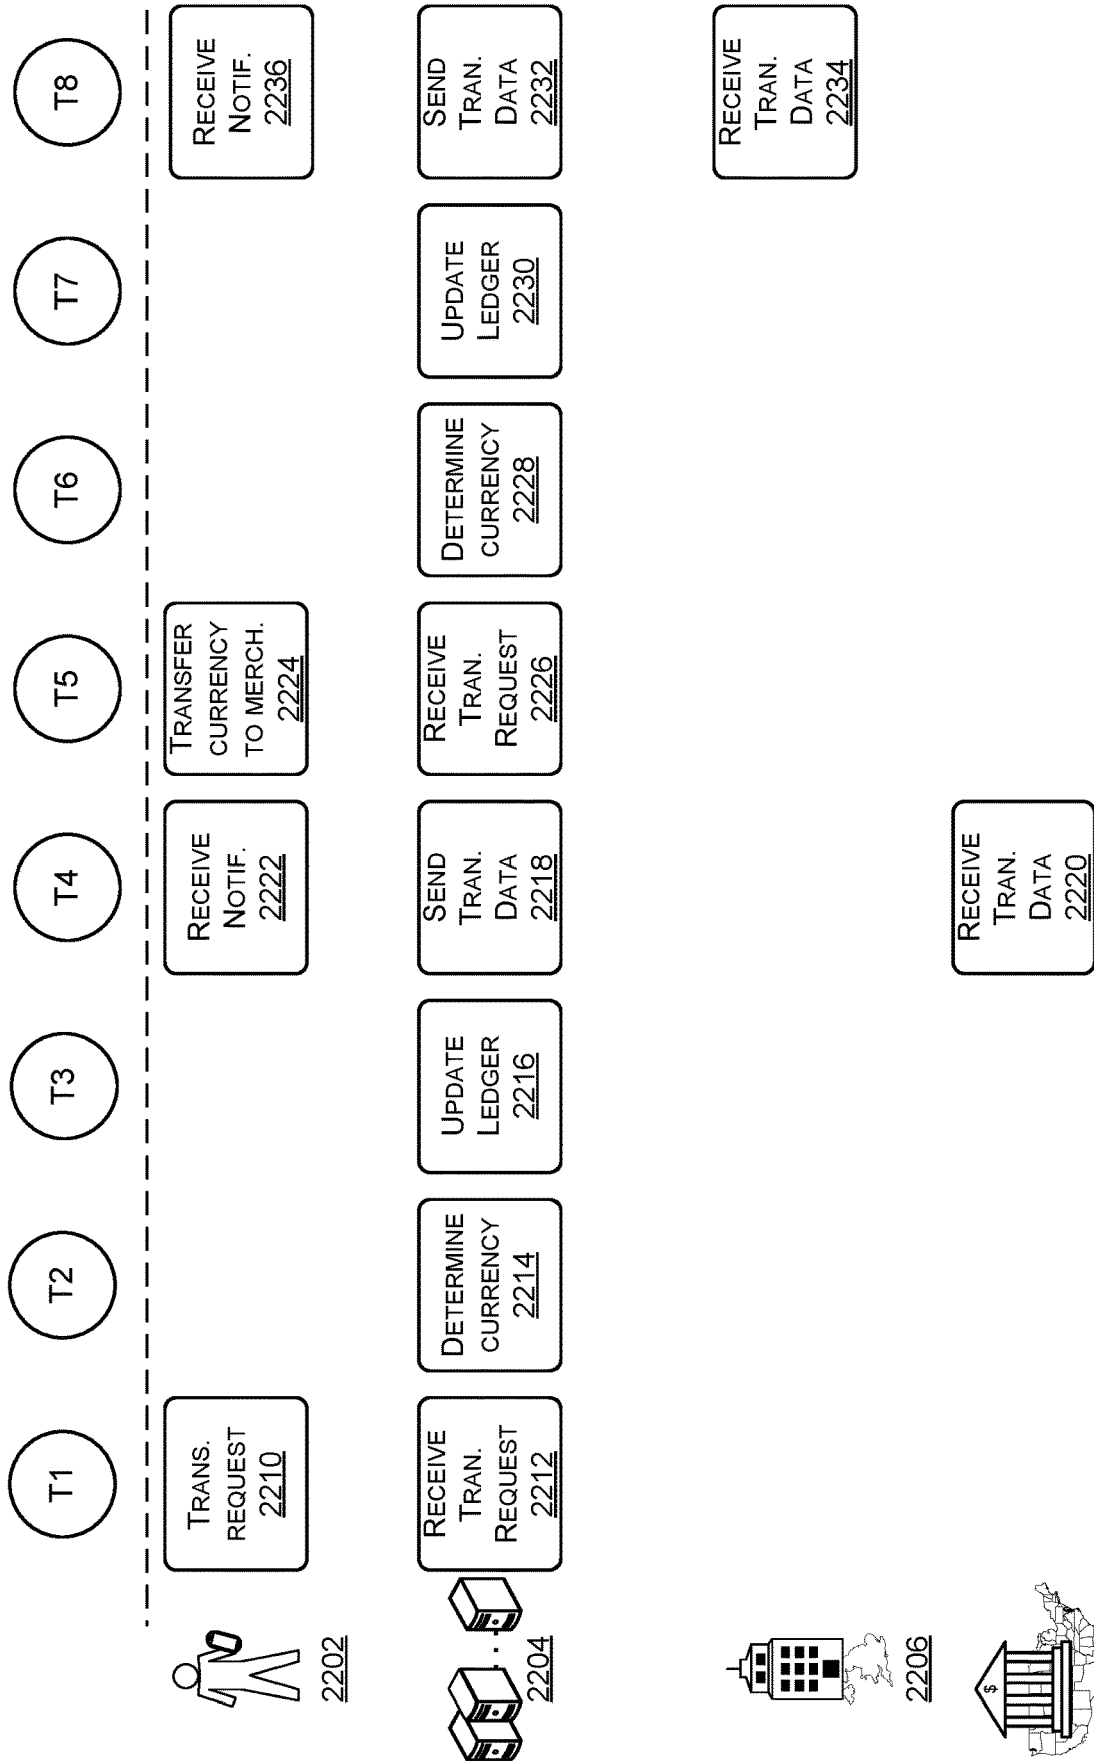 T1
T2
T3
T4
T5
T6
T7
T8
2202
TRANS.
REQUEST
2210
RECEIVE
NOTIF.
2222
TRANSFER
CURRENCY
TO MERCH.
2224
RECEIVE
NOTIF.
2236
2204
RECEIVE
TRAN.
REQUEST
2212
DETERMINE
CURRENCY
2214
UPDATE
LEDGER
2216
SEND
TRAN.
DATA
2218
RECEIVE
TRAN.
REQUEST
2226
DETERMINE
CURRENCY
2228
UPDATE
LEDGER
2230
SEND
TRAN.
DATA
2232
2206
RECEIVE
TRAN.
DATA
2234
$
RECEIVE
TRAN.
DATA
2220